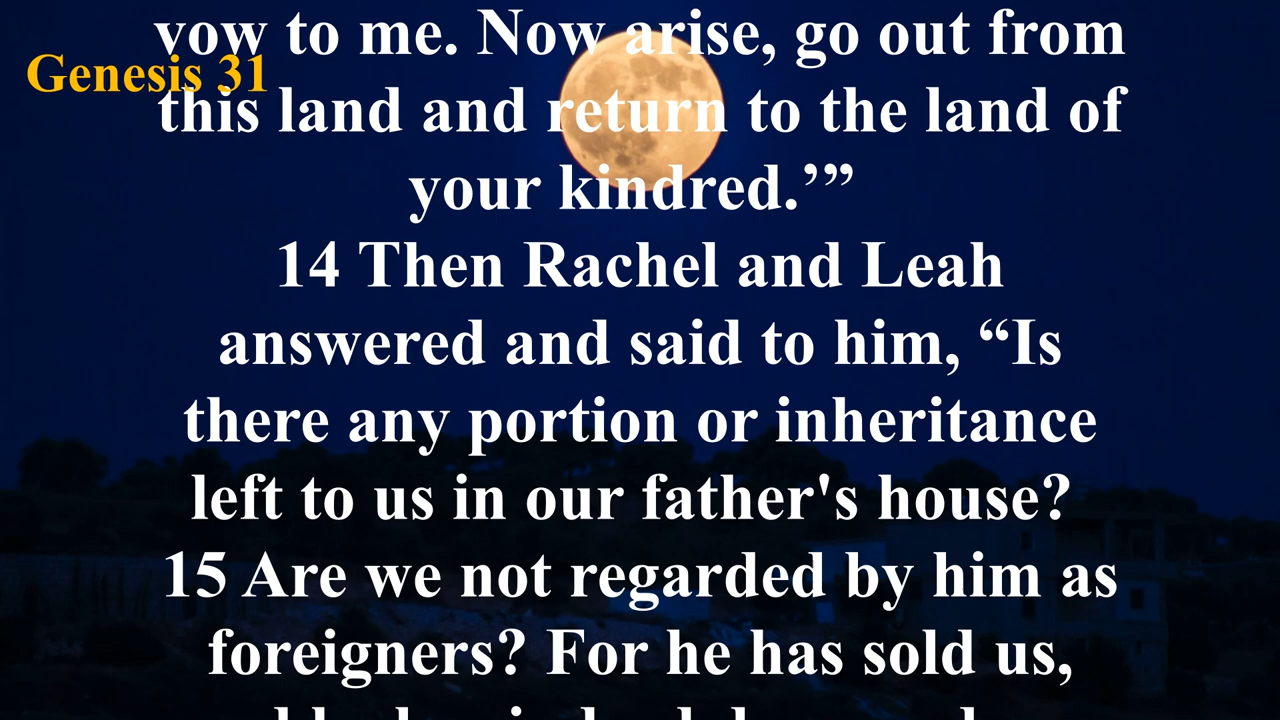 Genesis 31
vow to me. Now arise, go out from
this land and return to the land of
your kindred.’”
14 Then Rachel and Leah
answered and said to him, “Is
there any portion or inheritance
left to us in our father's house?
15 Are we not regarded by him as
foreigners? For he has sold us,